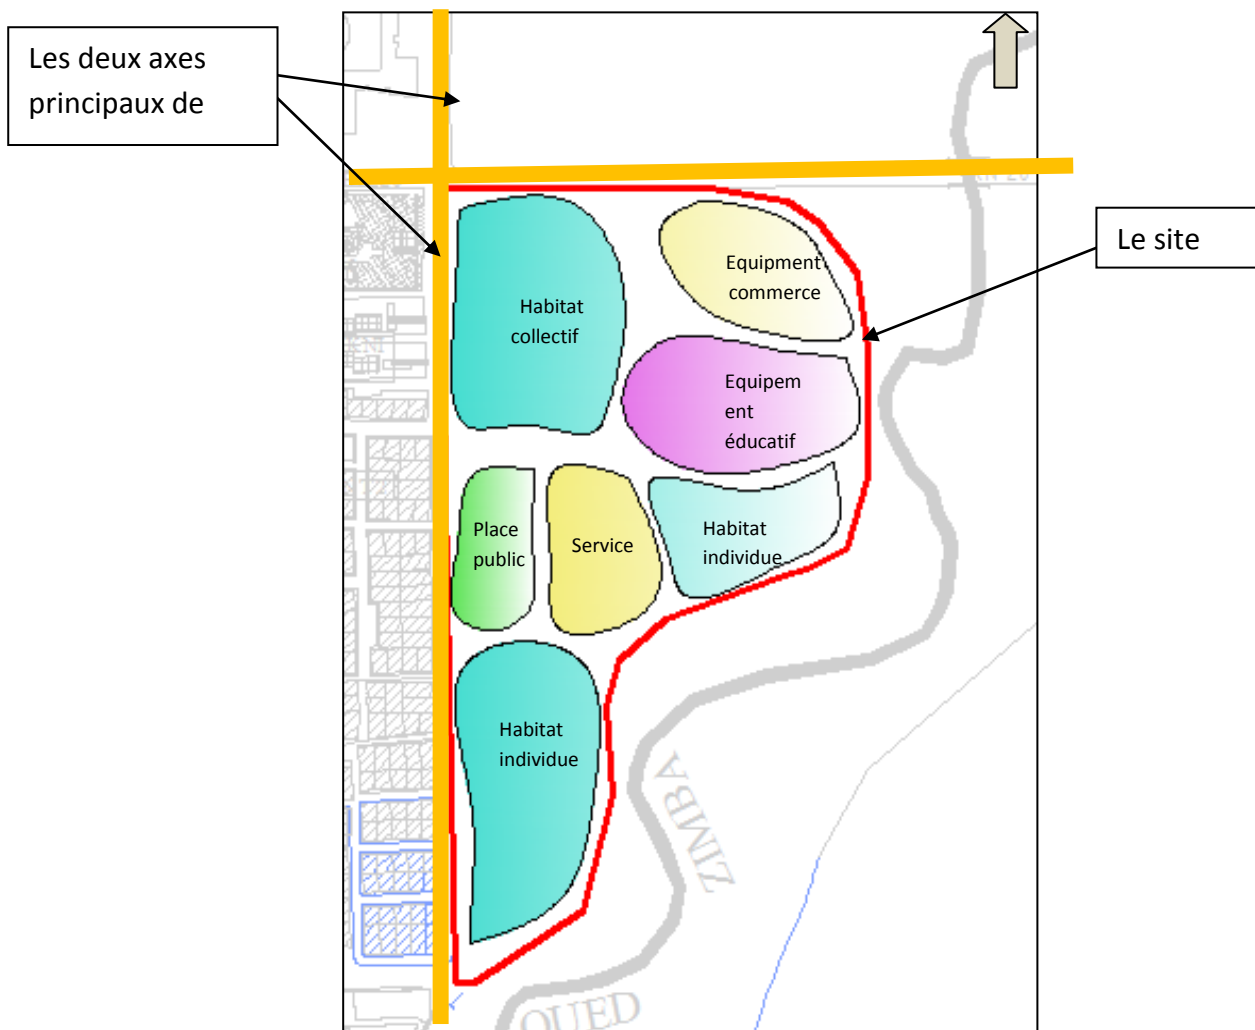 Les deux axes
principaux de
Le site
Equipment
commerce
Habitat
collectif
Equipem
ent
éducatif
Place
public
Service
Habitat
individue
Habitat
individue
ZIMBA
OUED